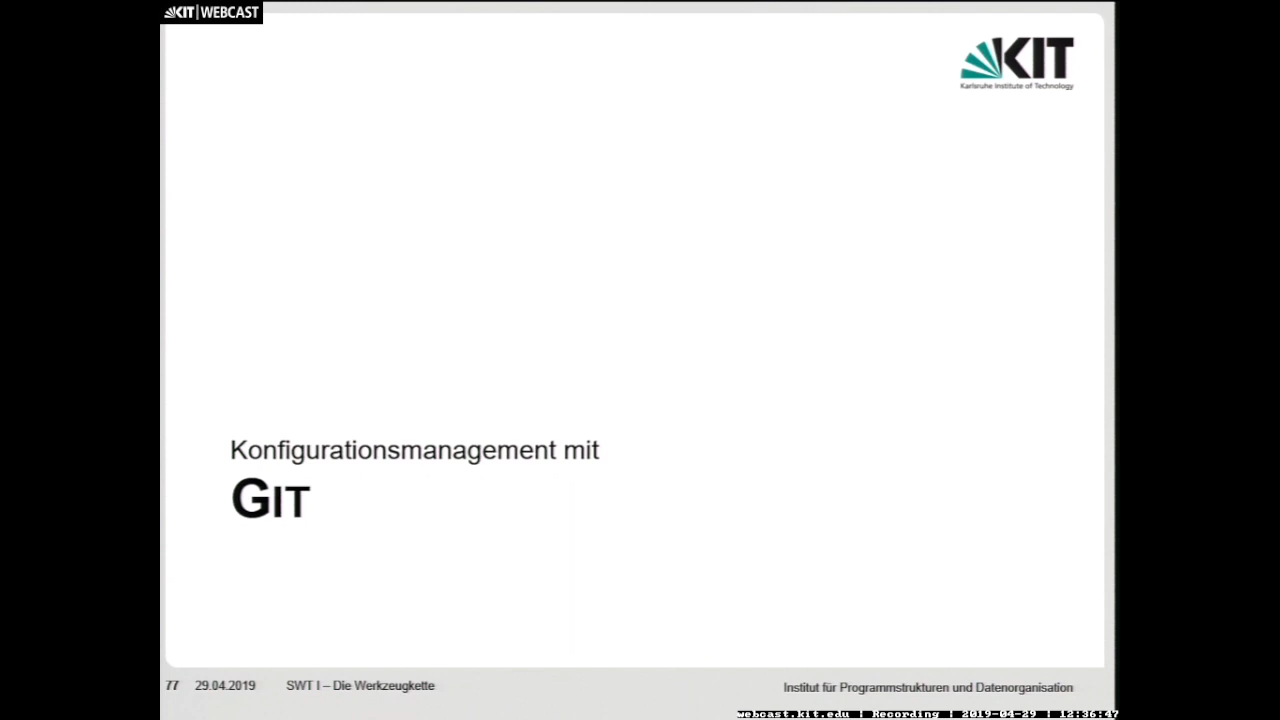 KIT | WEBCAST
KIT
Karlsruhe Institute of Technology
Konfigurationsmanagement mit
GIT
77 29.04.2019 SWT I – Die Werkzeugkette
Institut für Programmstrukturen und Datenorganisation
webcast.kit.edu | Recording | 2019-04-29 | 12:36:47